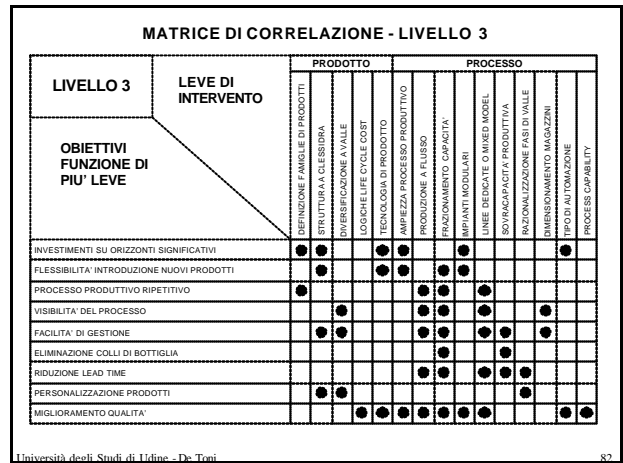 MATRICE DI CORRELAZIONE - LIVELLO 3
PRODOTTO PROCESSO
LIVELLO 3
LEVE DI
INTERVENTO
OBIETTIVI
FUNZIONE DI
PIU' LEVE
DEFINIZIONE FAMIGLIE DI PRODOTTI
STRUTTURA A CLESSIDRA
DIVERSIFICAZIONE A VALLE
LOGICHE LIFE CYCLE COST
TECNOLOGIA DI PRODOTTO
AMPIEZZA PROCESSO PRODUTTIVO
PRODUZIONE A FLUSSO
FRAZIONAMENTO CAPACITA'
IMPIANTI MODULARI
LINEE DEDICATE O MIXED MODEL
SOVRACAPACITA' PRODUTTIVA
RAZIONALIZZAZIONE FASI DI VALLE
DIMENSIONAMENTO MAGAZZINI
TIPO DI AUTOMAZIONE
PROCESS CAPABILITY
INVESTIMENTI SU ORIZZONTI SIGNIFICATIVI
FLESSIBILITA' INTRODUZIONE NUOVI PRODOTTI
PROCESSO PRODUTTIVO RIPETITIVO
VISIBILITA' DEL PROCESSO
FACILITA' DI GESTIONE
ELIMINAZIONE COLLI DI BOTTIGLIA
RIDUZIONE LEAD TIME
PERSONALIZZAZIONE PRODOTTI
MIGLIORAMENTO QUALITA'
Università degli Studi di Udine - De Toni 82